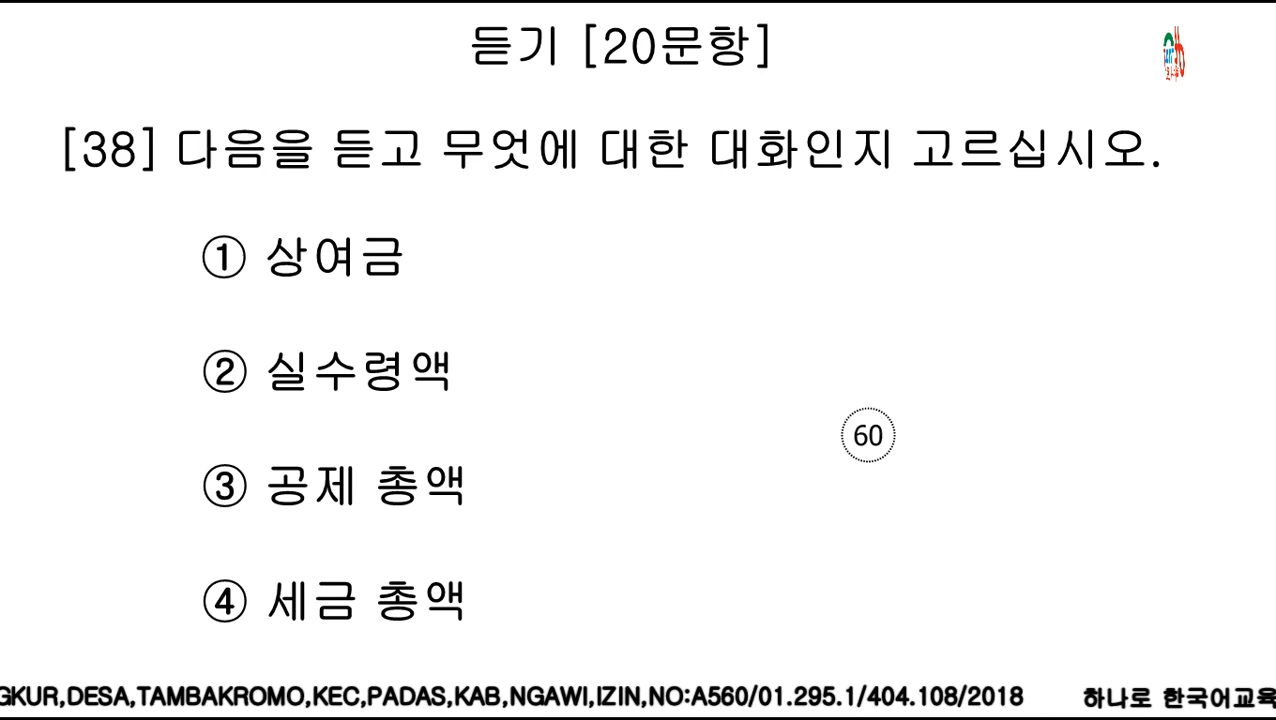 듣기 [20문항]
[38] 다음을 듣고 무엇에 대한 대화인지 고르십시오.
① 상여금
② 실수령액
60
③ 공제 총액
④ 세금 총액
GKUR,DESA,TAMBAKROMO,KEC,PADAS,KAB,NGAWI,IZIN,NO:A560/01.295.1/404.108/2018 하나로 한국어교육